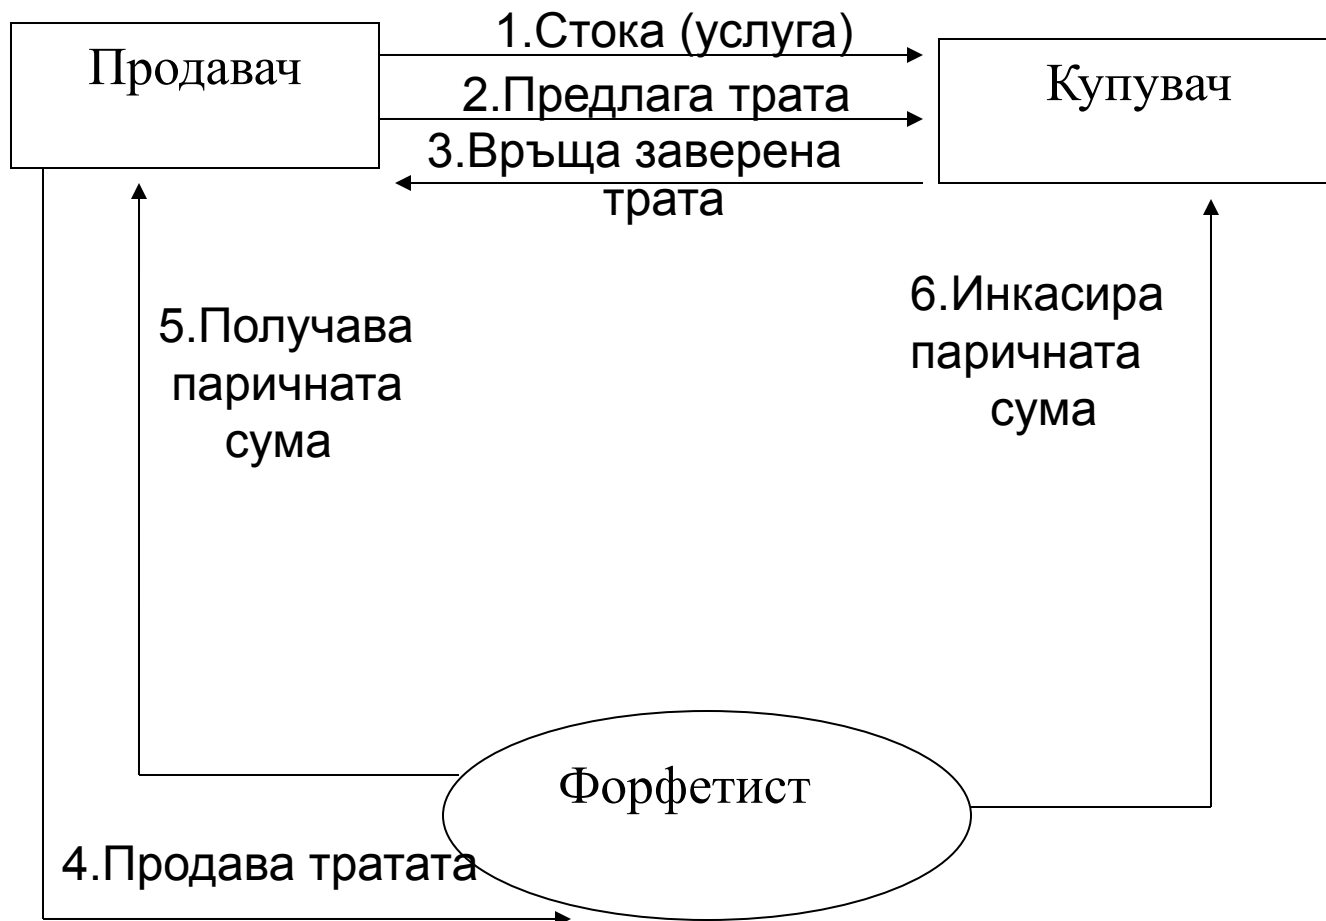 Продавач
1.Стока (услуга)
Купувач
2.Предлага трата
3.Връща заверена
трата
5.Получава
паричната
сума
6.Инкасира
паричната
сума
Форфетист
4.Продава тратата